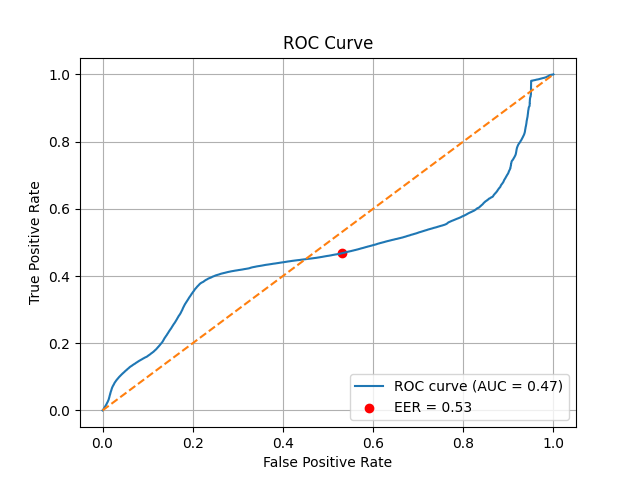 ROC Curve
True Positive Rate
1.0
0.8
0.6
0.4
0.2
0.0
ROC curve (AUC = 0.47)
EER = 0.53
0.0 0.2 0.4 0.6 0.8 1.0
False Positive Rate